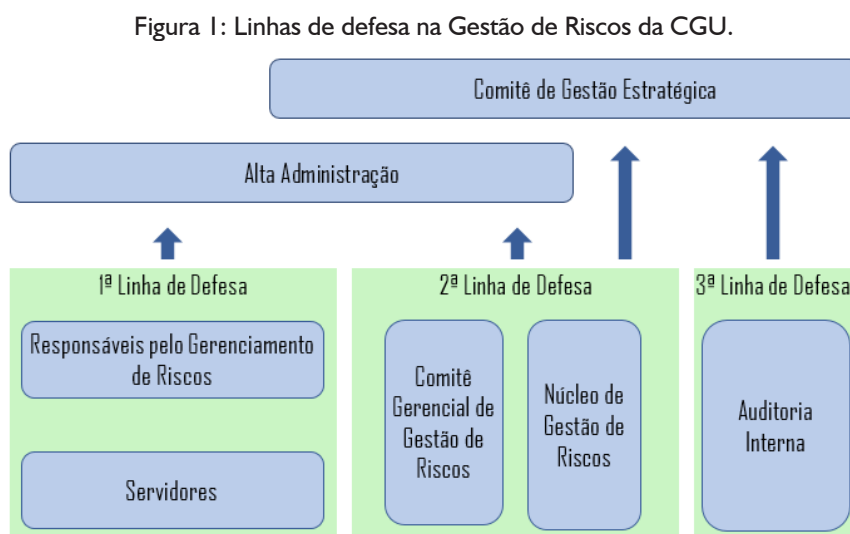 Figura 1: Linhas de defesa na Gestão de Riscos da CGU.
Comitê de Gestão Estratégica
Alta Administração
1ª Linha de Defesa
Responsáveis pelo Gerenciamento
de Riscos
Servidores
2ª Linha de Defesa
Comitê
Gerencial de
Gestão de
Riscos
Núcleo de
Gestão de
Riscos
3ª Linha de Defesa
Auditoria
Interna